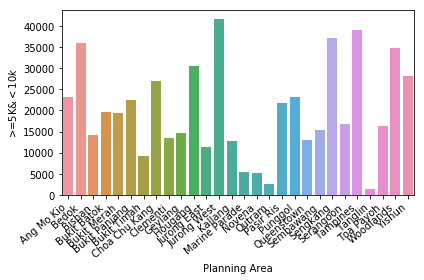 40000
35000
30000
25000
20000
15000
10000
5000
0
>=5K& < 10k
Ang Mo Kio
Bedok
Bishan
Bukit Batok
Bukit Merah
Bukit Panjang
Bukit Timah
Choa Chu Kang
Clementi
Geylang
Hougang
Jurong East
Jurong West
Kallang
Marine Parade
Novena
Outram
Pasir Ris
Punggol
Queenstown
Sembawang
Sengkang
Serangoon
Tampines
Tanglin
Toa Payoh
Woodlands
Yishun
Planning Area